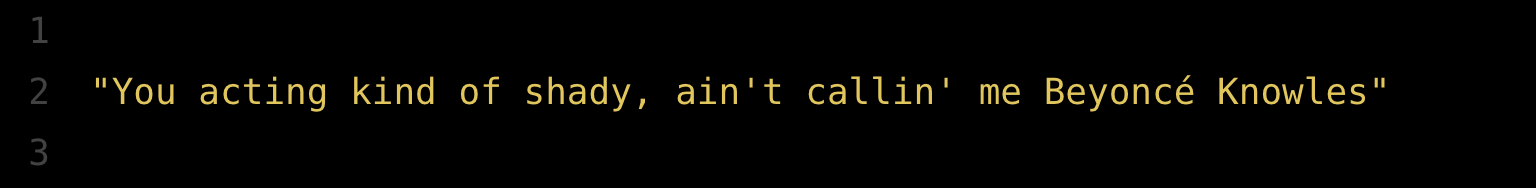 1
2 "You acting kind of shady, ain't callin' me Beyoncé Knowles"
3